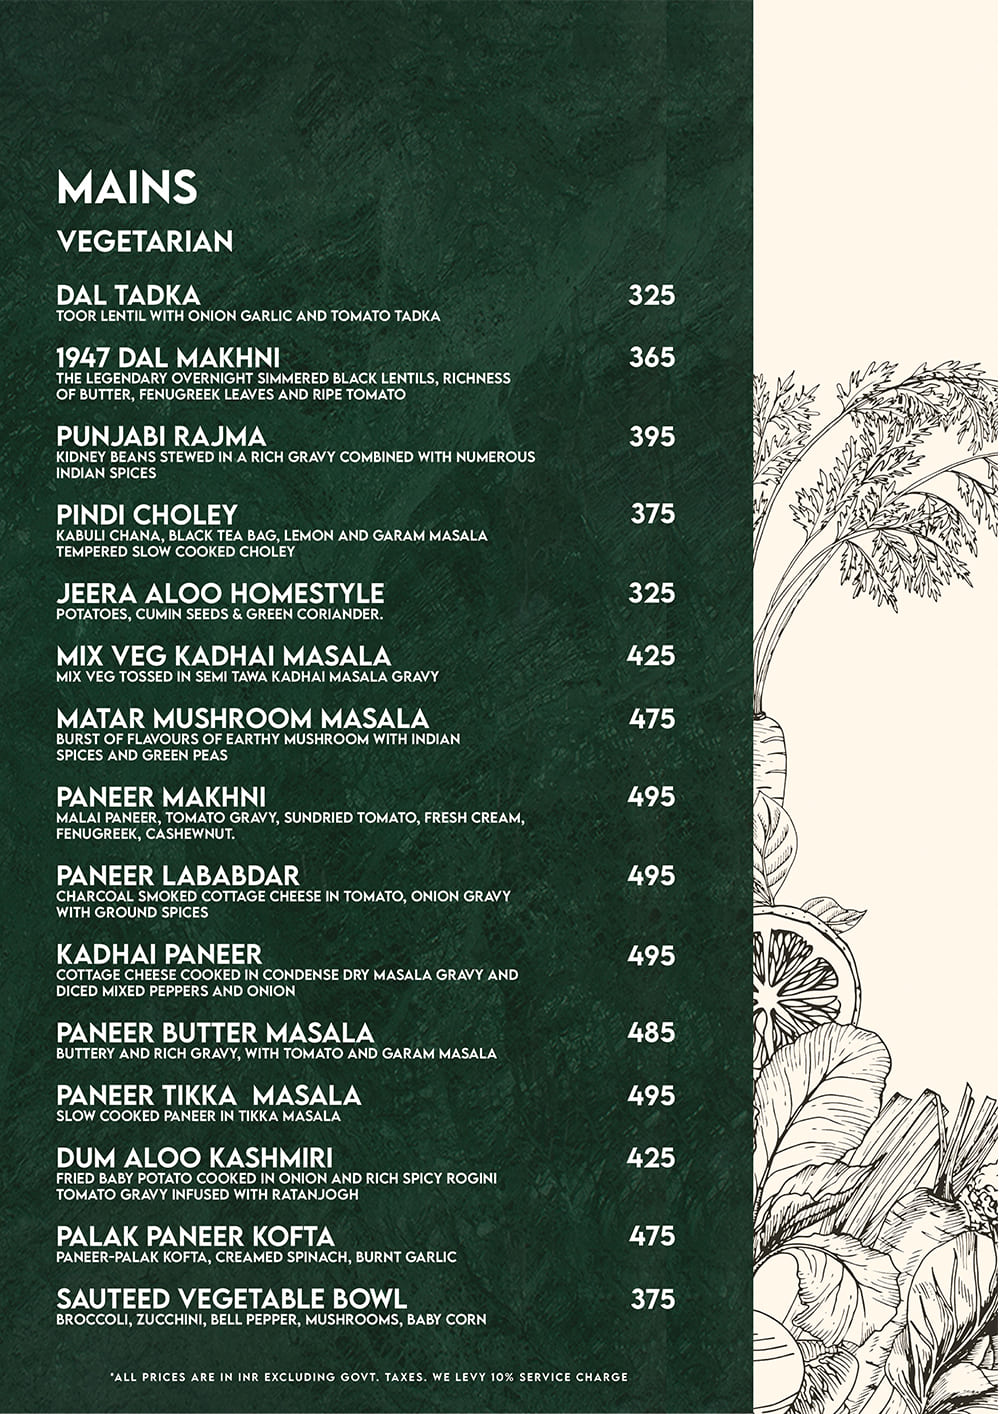 MAINS
VEGETARIAN
DAL TADKA 325
TOOR LENTIL WITH ONION GARLIC AND TOMATO TADKA
1947 DAL MAKHNI 365
THE LEGENDARY OVERNIGHT SIMMERED BLACK LENTILS, RICHNESS
OF BUTTER, FENUGREEK LEAVES AND RIPE TOMATO
PUNJABI RAJMA 395
KIDNEY BEANS STEWED IN A RICH GRAVY COMBINED WITH NUMEROUS
INDIAN SPICES
PINDI CHOLEY 375
KABULI CHANA, BLACK TEA BAG, LEMON AND GARAM MASALA
TEMPERED SLOW COOKED CHOLEY
JEERA ALOO HOMESTYLE 325
POTATOES, CUMIN SEEDS & GREEN CORIANDER.
MIX VEG KADHAI MASALA 425
MIX VEG TOSSED IN SEMI TAWA KADHAI MASALA GRAVY
MATAR MUSHROOM MASALA 475
BURST OF FLAVOURS OF EARTHY MUSHROOM WITH INDIAN
SPICES AND GREEN PEAS
PANEER MAKHNI 495
MALAI PANEER, TOMATO GRAVY, SUNDRIED TOMATO, FRESH CREAM,
FENUGREEK, CASHEWNUT.
PANEER LABABDAR 495
CHARCOAL SMOKED COTTAGE CHEESE IN TOMATO, ONION GRAVY
WITH GROUND SPICES
KADHAI PANEER 495
COTTAGE CHEESE COOKED IN CONDENSE DRY MASALA GRAVY AND
DICED MIXED PEPPERS AND ONION
PANEER BUTTER MASALA 485
BUTTERY AND RICH GRAVY, WITH TOMATO AND GARAM MASALA
PANEER TIKKA MASALA 495
SLOW COOKED PANEER IN TIKKA MASALA
DUM ALOO KASHMIRI 425
FRIED BABY POTATO COOKED IN ONION AND RICH SPICY ROGINI
TOMATO GRAVY INFUSED WITH RATANJOGH
PALAK PANEER KOFTA 475
PANEER-PALAK KOFTA, CREAMED SPINACH, BURNT GARLIC
SAUTEED VEGETABLE BOWL 375
BROCCOLI, ZUCCHINI, BELL PEPPER, MUSHROOMS, BABY CORN
*ALL PRICES ARE IN INR EXCLUDING GOVT. TAXES. WE LEVY 10% SERVICE CHARGE